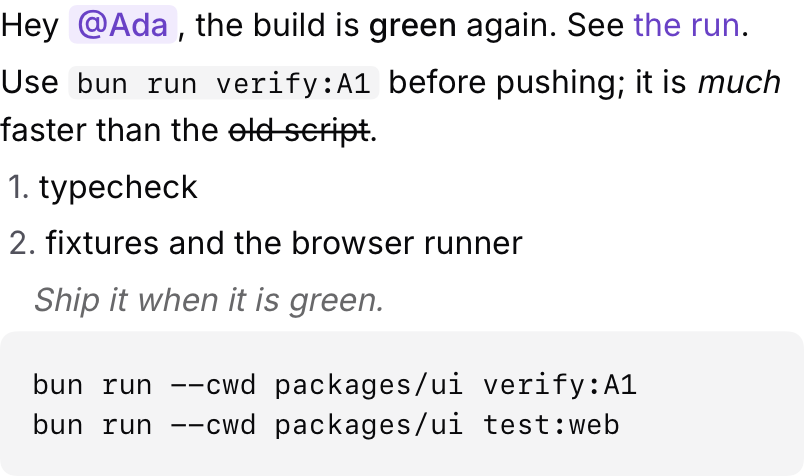 Hey @Ada, the build is green again. See the run.
Use bun run verify:A1 before pushing; it is much
faster than the old script.
1. typecheck
2. fixtures and the browser runner
Ship it when it is green.
bun run --cwd packages/ui verify:A1
bun run --cwd packages/ui test:web